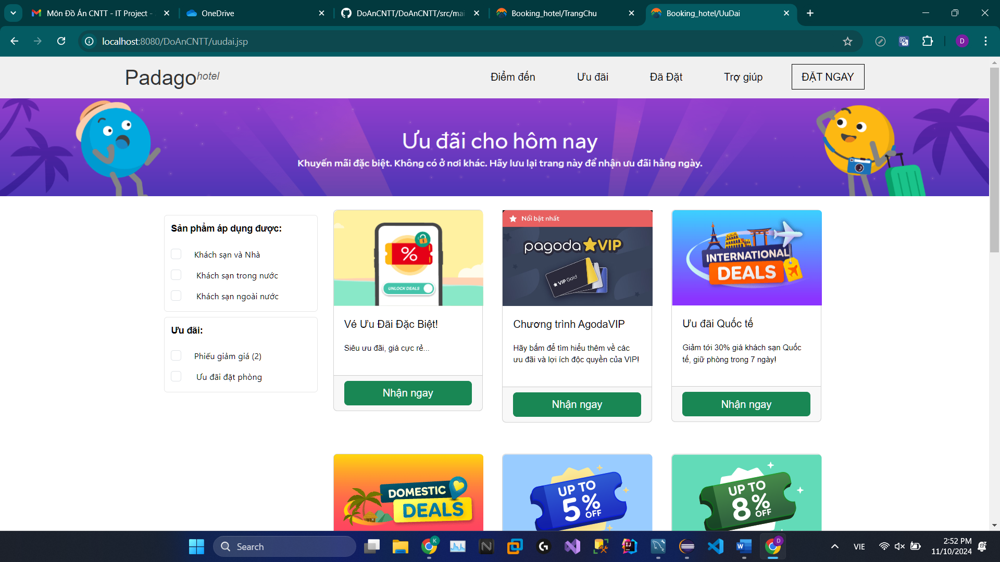 Môn Đồ Án CNTT - IT Project -
OneDrive
DoAnCNTT/DoAnCNTT/src/mai
Booking_hotel/TrangChu
Booking_hotel/UuDai
localhost:8080/DoAnCNTT/uudai.jsp
D
Padago hotel
Điểm đến
Ưu đãi
Đã Đặt
Trợ giúp
ĐẶT NGAY
Ưu đãi cho hôm nay
Khuyến mãi đặc biệt. Không có ở nơi khác. Hãy lưu lại trang này để nhận ưu đãi hằng ngày.
Sản phẩm áp dụng được:
Khách sạn và Nhà
Khách sạn trong nước
Khách sạn ngoài nước
Ưu đãi:
Phiếu giảm giá (2)
Ưu đãi đặt phòng
%
UNLOCK DEALS
Vé Ưu Đãi Đặc Biệt!
Siêu ưu đãi, giá cực rẻ...
Nhận ngay
Nổi bật nhất
pagoda VIP
VIP Gold
Chương trình AgodaVIP
Hãy bấm để tìm hiểu thêm về các
ưu đãi và lợi ích độc quyền của VIP!
Nhận ngay
INTERNATIONAL
DEALS
Ưu đãi Quốc tế
Giảm tới 30% giá khách sạn Quốc
tế, giữ phòng trong 7 ngày!
Nhận ngay
DOMESTIC
DEALS
UP TO
5%
OFF
UP TO
8%
OFF
Search
K
D
VIE
2:52 PM
11/10/2024